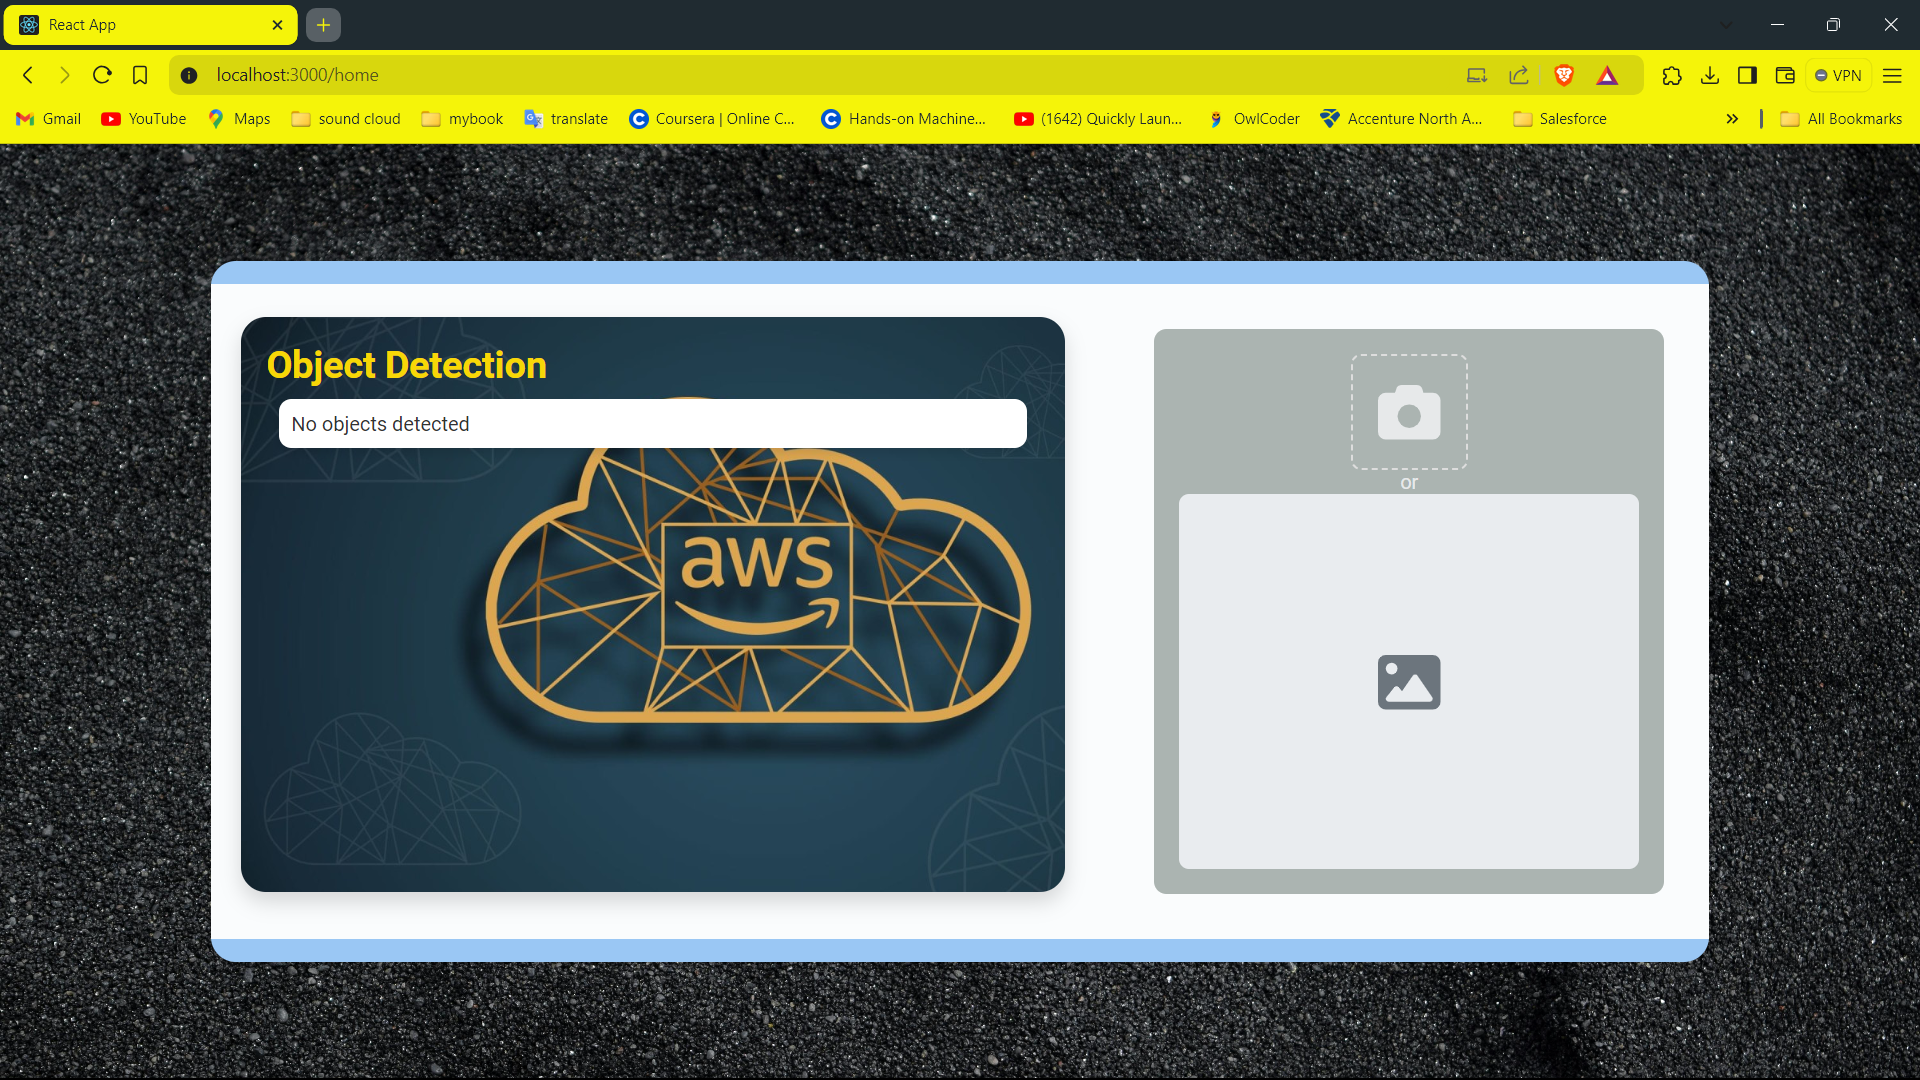 React App
localhost:3000/home
VPN
Gmail
YouTube
Maps
sound cloud
mybook
translate
Coursera | Online C...
Hands-on Machine...
(1642) Quickly Laun...
OwlCoder
Accenture North A...
Salesforce
All Bookmarks
Object Detection
No objects detected
aws
or